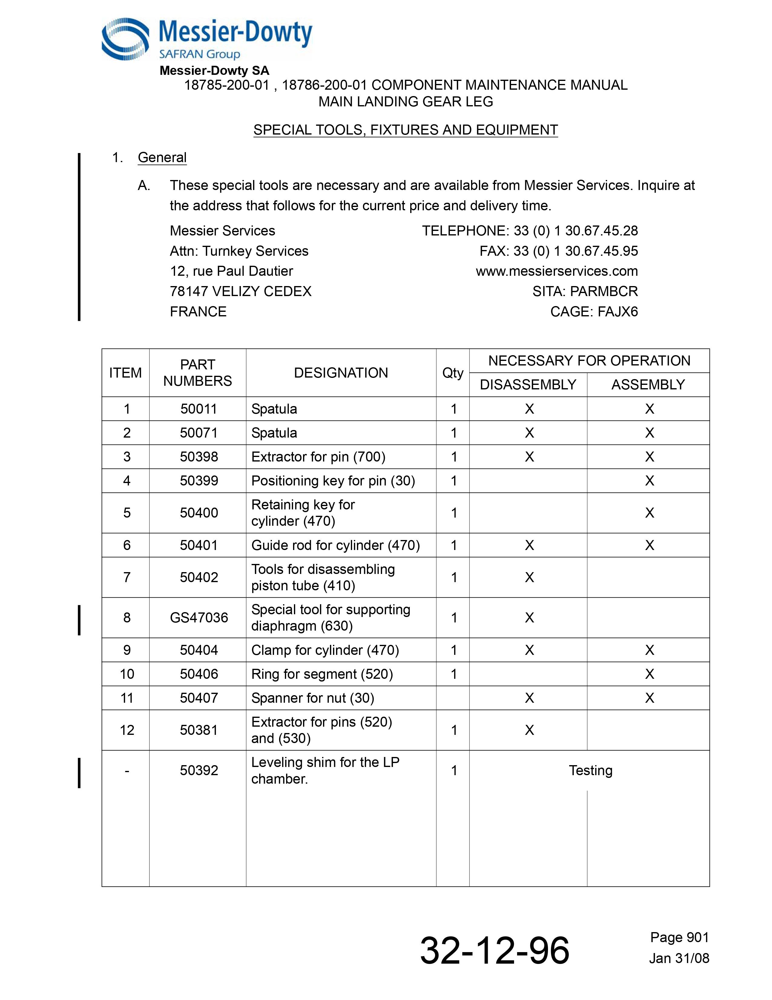 Messier-Dowty
SAFRAN Group
Messier-Dowty SA
18785-200-01 , 18786-200-01 COMPONENT MAINTENANCE MANUAL
MAIN LANDING GEAR LEG
SPECIAL TOOLS, FIXTURES AND EQUIPMENT
1. General
A. These special tools are necessary and are available from Messier Services. Inquire at
the address that follows for the current price and delivery time.
Messier Services TELEPHONE: 33 (0) 1 30.67.45.28
Attn: Turnkey Services FAX: 33 (0) 1 30.67.45.95
12, rue Paul Dautier www.messierservices.com
78147 VELIZY CEDEX SITA: PARMBCR
FRANCE CAGE: FAJX6
ITEM PART NUMBERS DESIGNATION Qty NECESSARY FOR OPERATION
DISASSEMBLY ASSEMBLY
1 50011 Spatula 1 X X
2 50071 Spatula 1 X X
3 50398 Extractor for pin (700) 1 X X
4 50399 Positioning key for pin (30) 1 X
5 50400 Retaining key for
cylinder (470) 1 X
6 50401 Guide rod for cylinder (470) 1 X X
7 50402 Tools for disassembling
piston tube (410) 1 X
8 GS47036 Special tool for supporting
diaphragm (630) 1 X
9 50404 Clamp for cylinder (470) 1 X X
10 50406 Ring for segment (520) 1 X
11 50407 Spanner for nut (30) X X
12 50381 Extractor for pins (520)
and (530) 1 X
- 50392 Leveling shim for the LP
chamber. 1 Testing
32-12-96
Page 901
Jan 31/08